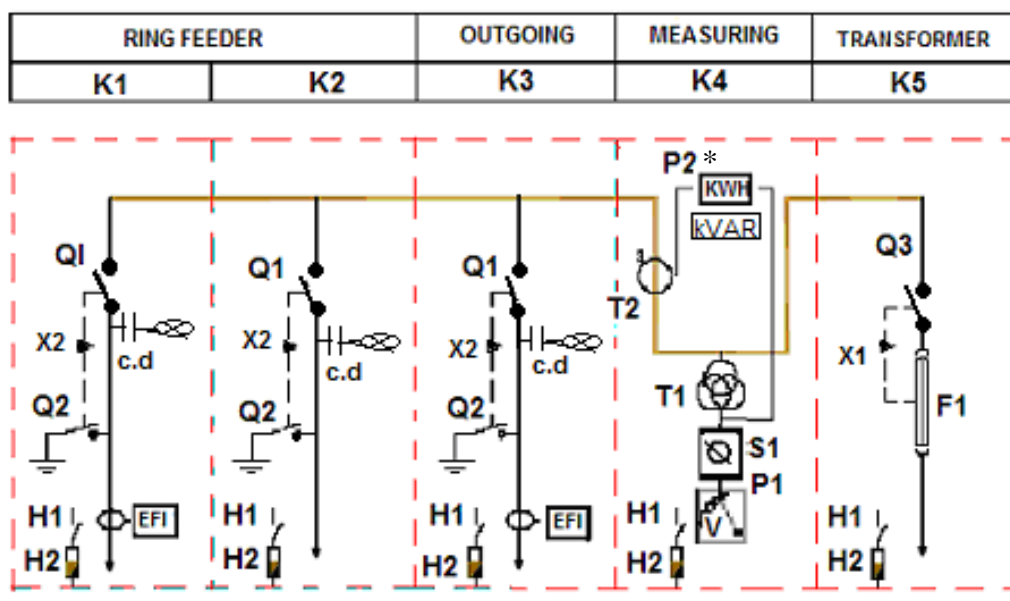 RING FEEDER OUTGOING MEASURING TRANSFORMER
K1 K2 K3 K4 K5
P2 *
KWH
kVAR
QI Q1 Q1 Q3
T2
X2 X2 X2 X1
c.d c.d c.d
T1 F1
Q2 Q2 Q2
S1
P1
H1 EFI H1 H1 EFI H1 V H1
H2 H2 H2 H2 H2